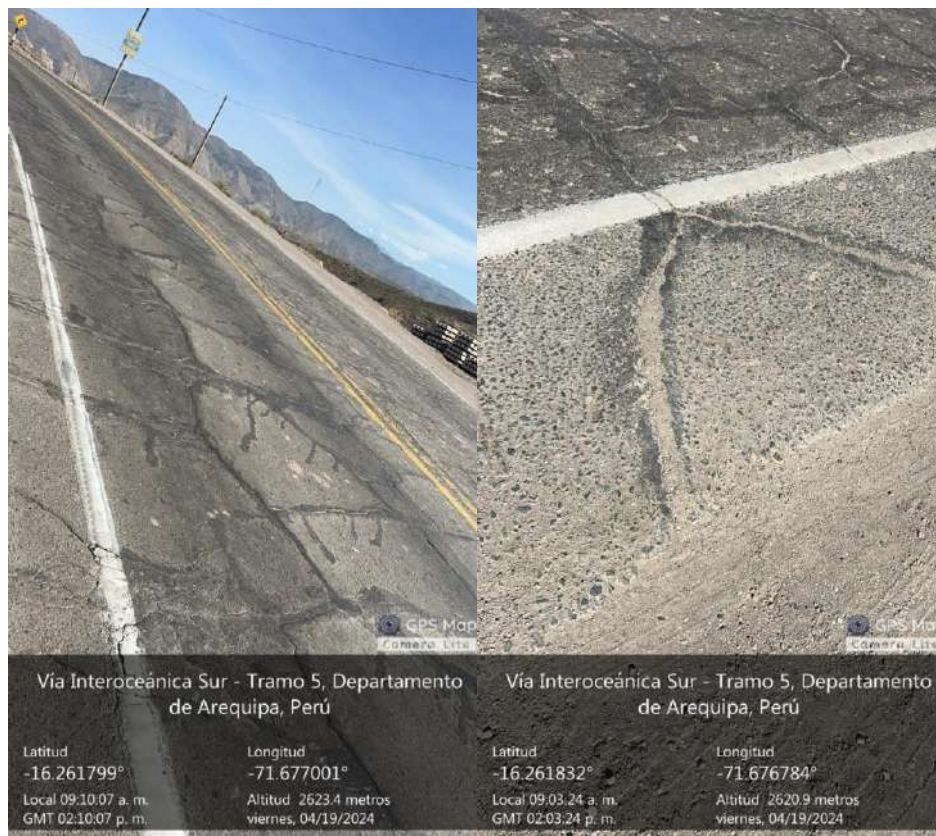 GPS Map
Camera Lite
Vía Interoceánica Sur - Tramo 5, Departamento
de Arequipa, Perú
Latitud
-16.261799°
Longitud
-71.677001°
Local 09:10:07 a. m.
GMT 02:10:07 p. m.
Altitud 2623.4 metros
viernes, 04/19/2024
GPS Map
Camera Lite
Vía Interoceánica Sur - Tramo 5, Departamento
de Arequipa, Perú
Latitud
-16.261832°
Longitud
-71.676784°
Local 09:03:24 a. m.
GMT 02:03:24 p. m.
Altitud 2620.9 metros
viernes, 04/19/2024